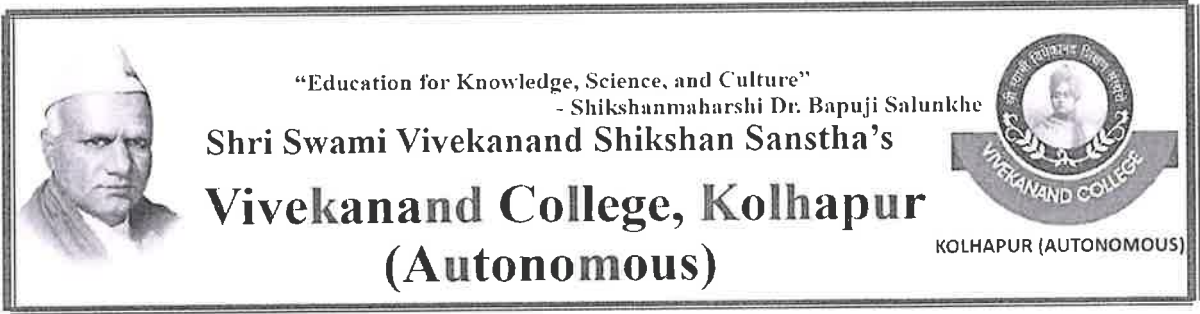 “Education for Knowledge, Science, and Culture”
- Shikshanmaharshi Dr. Bapuji Salunkhe
Shri Swami Vivekanand Shikshan Sanstha’s
Vivekanand College, Kolhapur
(Autonomous)
श्री स्वामी विवेकानंद शिक्षण संस्था
VIVEKANAND COLLEGE
KOLHAPUR (AUTONOMOUS)